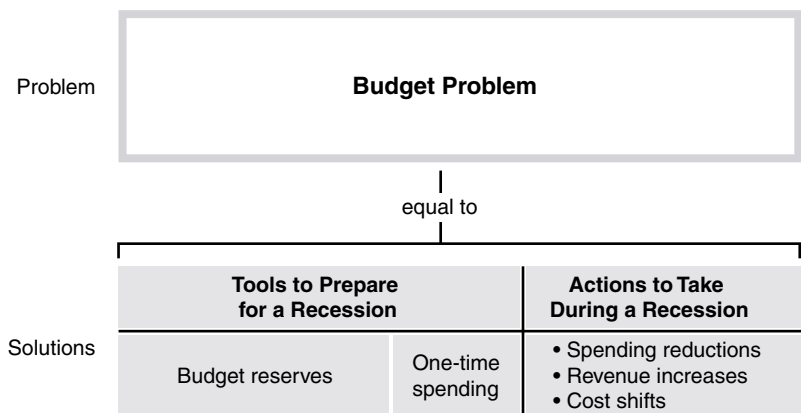 Problem
Budget Problem
equal to
Tools to Prepare
for a Recession
Actions to Take
During a Recession
Solutions
Budget reserves
One-time
spending
• Spending reductions
• Revenue increases
• Cost shifts